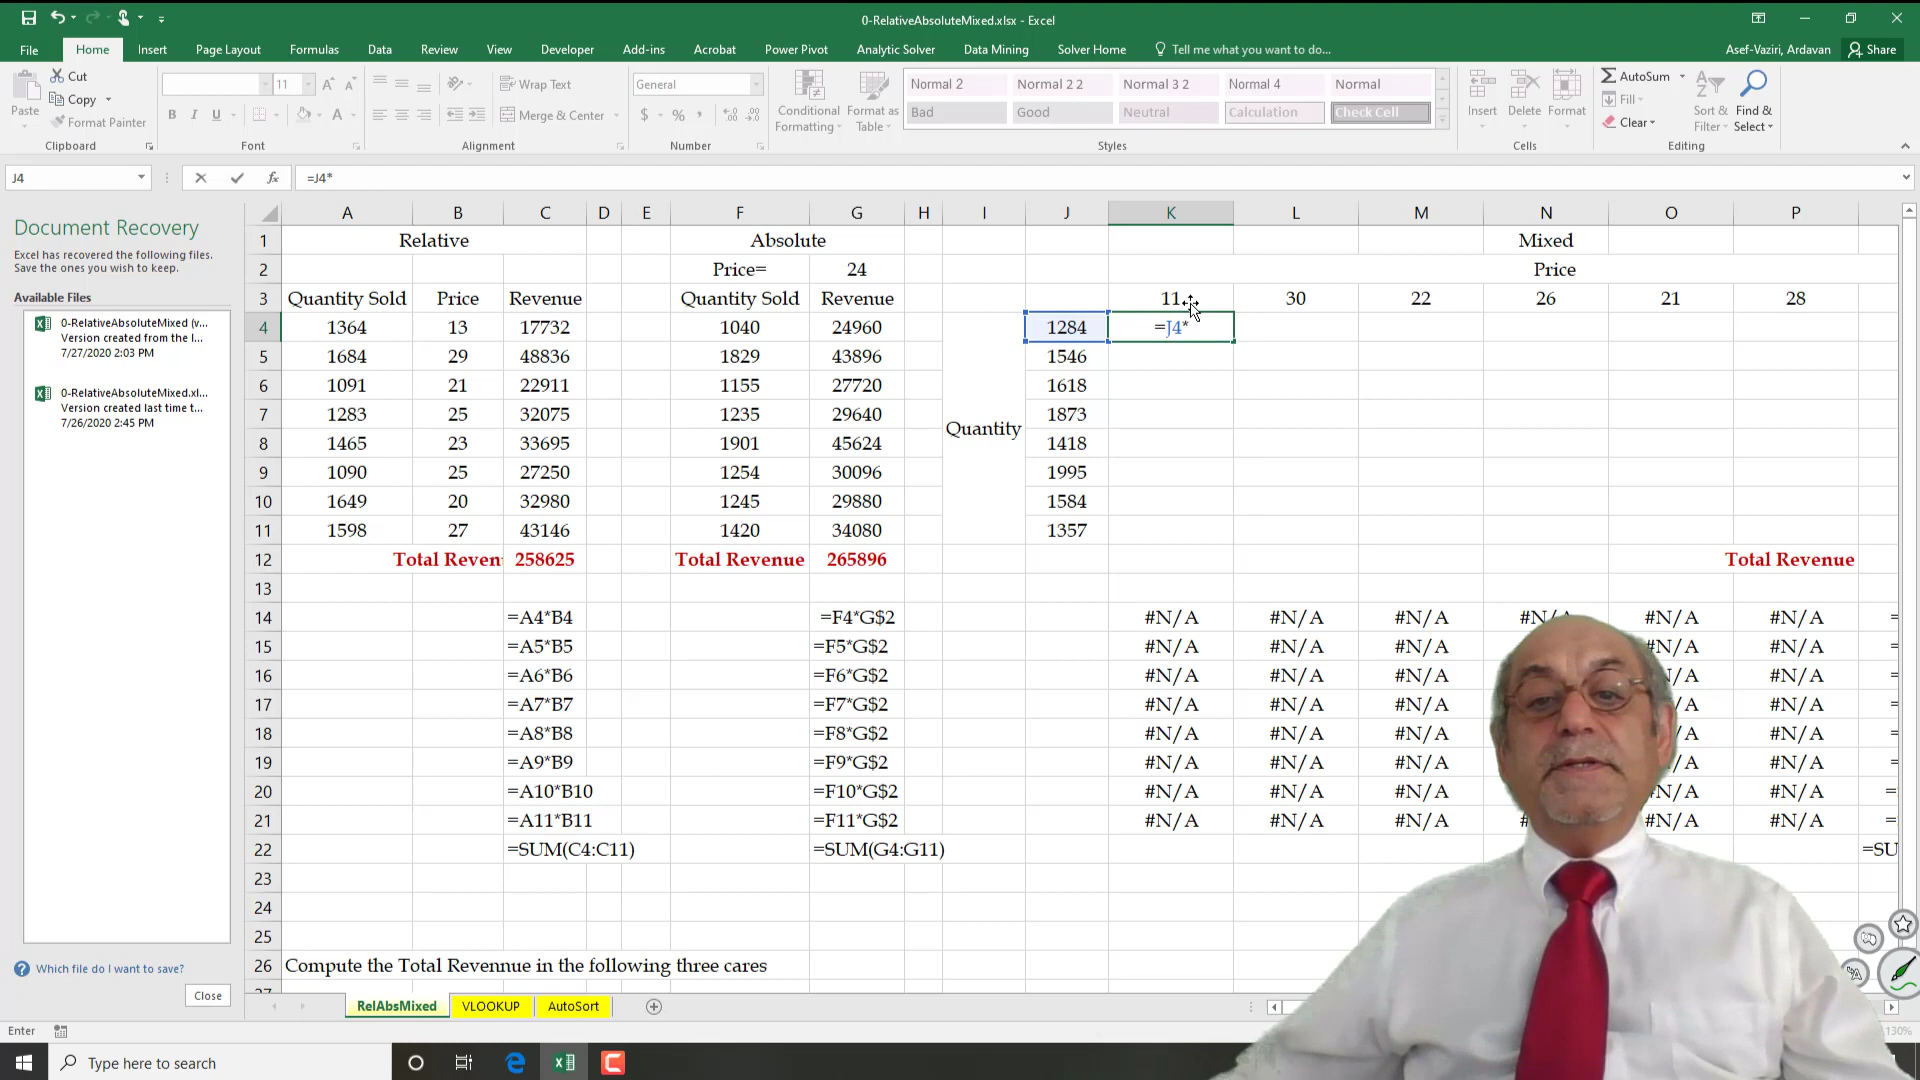 0-RelativeAbsoluteMixed.xlsx - Excel
File Home Insert Page Layout Formulas Data Review View Developer Add-ins Acrobat Power Pivot Analytic Solver Data Mining Solver Home Tell me what you want to do... Asef-Vaziri, Ardavan Share
Paste Cut Copy Format Painter
Clipboard
11
B I U
Font
Wrap Text
Merge & Center
Alignment
General
$ % ,
Number
Conditional Formatting
Format as Table
Normal 2 Normal 2 2 Normal 3 2 Normal 4 Normal
Bad Good Neutral Calculation Check Cell
Styles
Insert Delete Format
Cells
AutoSum
Fill
Clear
Sort & Filter
Find & Select
Editing
J4 fx =J4*
Document Recovery
Excel has recovered the following files.
Save the ones you wish to keep.
Available Files
0-RelativeAbsoluteMixed (v...
Version created from the l...
7/27/2020 2:03 PM
0-RelativeAbsoluteMixed.xl...
Version created last time t...
7/26/2020 2:45 PM
Which file do I want to save?
Close
A B C D E F G H I J K L M N O P
1 Relative Absolute Mixed
2 Price= 24 Price
3 Quantity Sold Price Revenue Quantity Sold Revenue 11 30 22 26 21 28
4 1364 13 17732 1040 24960 1284 =J4*
5 1684 29 48836 1829 43896 1546
6 1091 21 22911 1155 27720 1618
7 1283 25 32075 1235 29640 1873
8 1465 23 33695 1901 45624 1418
Quantity
9 1090 25 27250 1254 30096 1995
10 1649 20 32980 1245 29880 1584
11 1598 27 43146 1420 34080 1357
12 Total Reven 258625 Total Revenue 265896 Total Revenue
13
14 =A4*B4 =F4*G$2 #N/A #N/A #N/A #N/A #N/A #N/A =
15 =A5*B5 =F5*G$2 #N/A #N/A #N/A #N/A #N/A =
16 =A6*B6 =F6*G$2 #N/A #N/A #N/A #N/A #N/A =
17 =A7*B7 =F7*G$2 #N/A #N/A #N/A #N/A #N/A =
18 =A8*B8 =F8*G$2 #N/A #N/A #N/A #N/A #N/A =
19 =A9*B9 =F9*G$2 #N/A #N/A #N/A #N/A #N/A =
20 =A10*B10 =F10*G$2 #N/A #N/A #N/A #N/A #N/A =
21 =A11*B11 =F11*G$2 #N/A #N/A #N/A #N/A #N/A =
22 =SUM(C4:C11) =SUM(G4:G11) =SU
23
24
25
26 Compute the Total Revennue in the following three cares
RelAbsMixed VLOOKUP AutoSort
Enter 130%
Type here to search